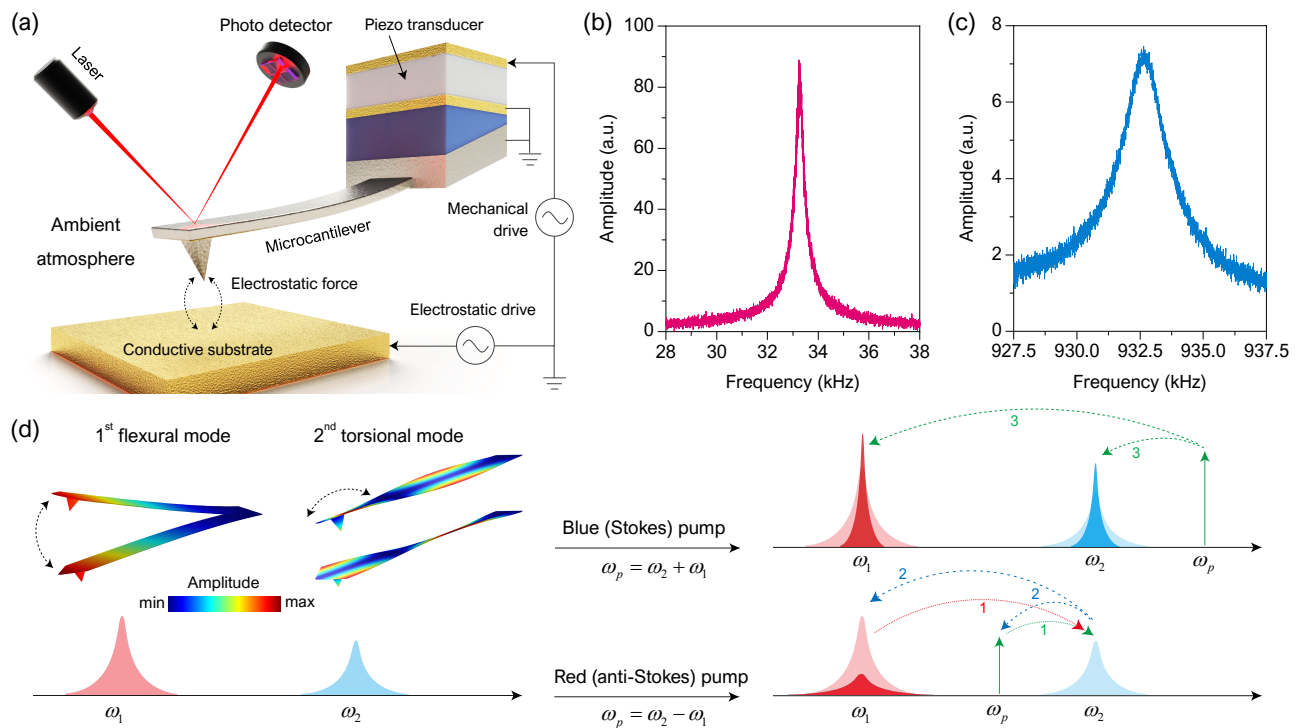 (a)
Laser
Photo detector
Piezo transducer
Ambient
atmosphere
Microcantilever
Mechanical
drive
Electrostatic force
Electrostatic drive
Conductive substrate
(b)
Amplitude (a.u.)
100
80
60
40
20
0
28 30 32 34 36 38
Frequency (kHz)
(c)
Amplitude (a.u.)
8
6
4
2
0
927.5 930.0 932.5 935.0 937.5
Frequency (kHz)
(d)
1st flexural mode
2nd torsional mode
Amplitude
min max
ω1 ω2
Blue (Stokes) pump
ωp = ω2 + ω1
3
3
ω1 ω2 ωp
Red (anti-Stokes) pump
ωp = ω2 − ω1
2
2
1
1
ω1 ωp ω2